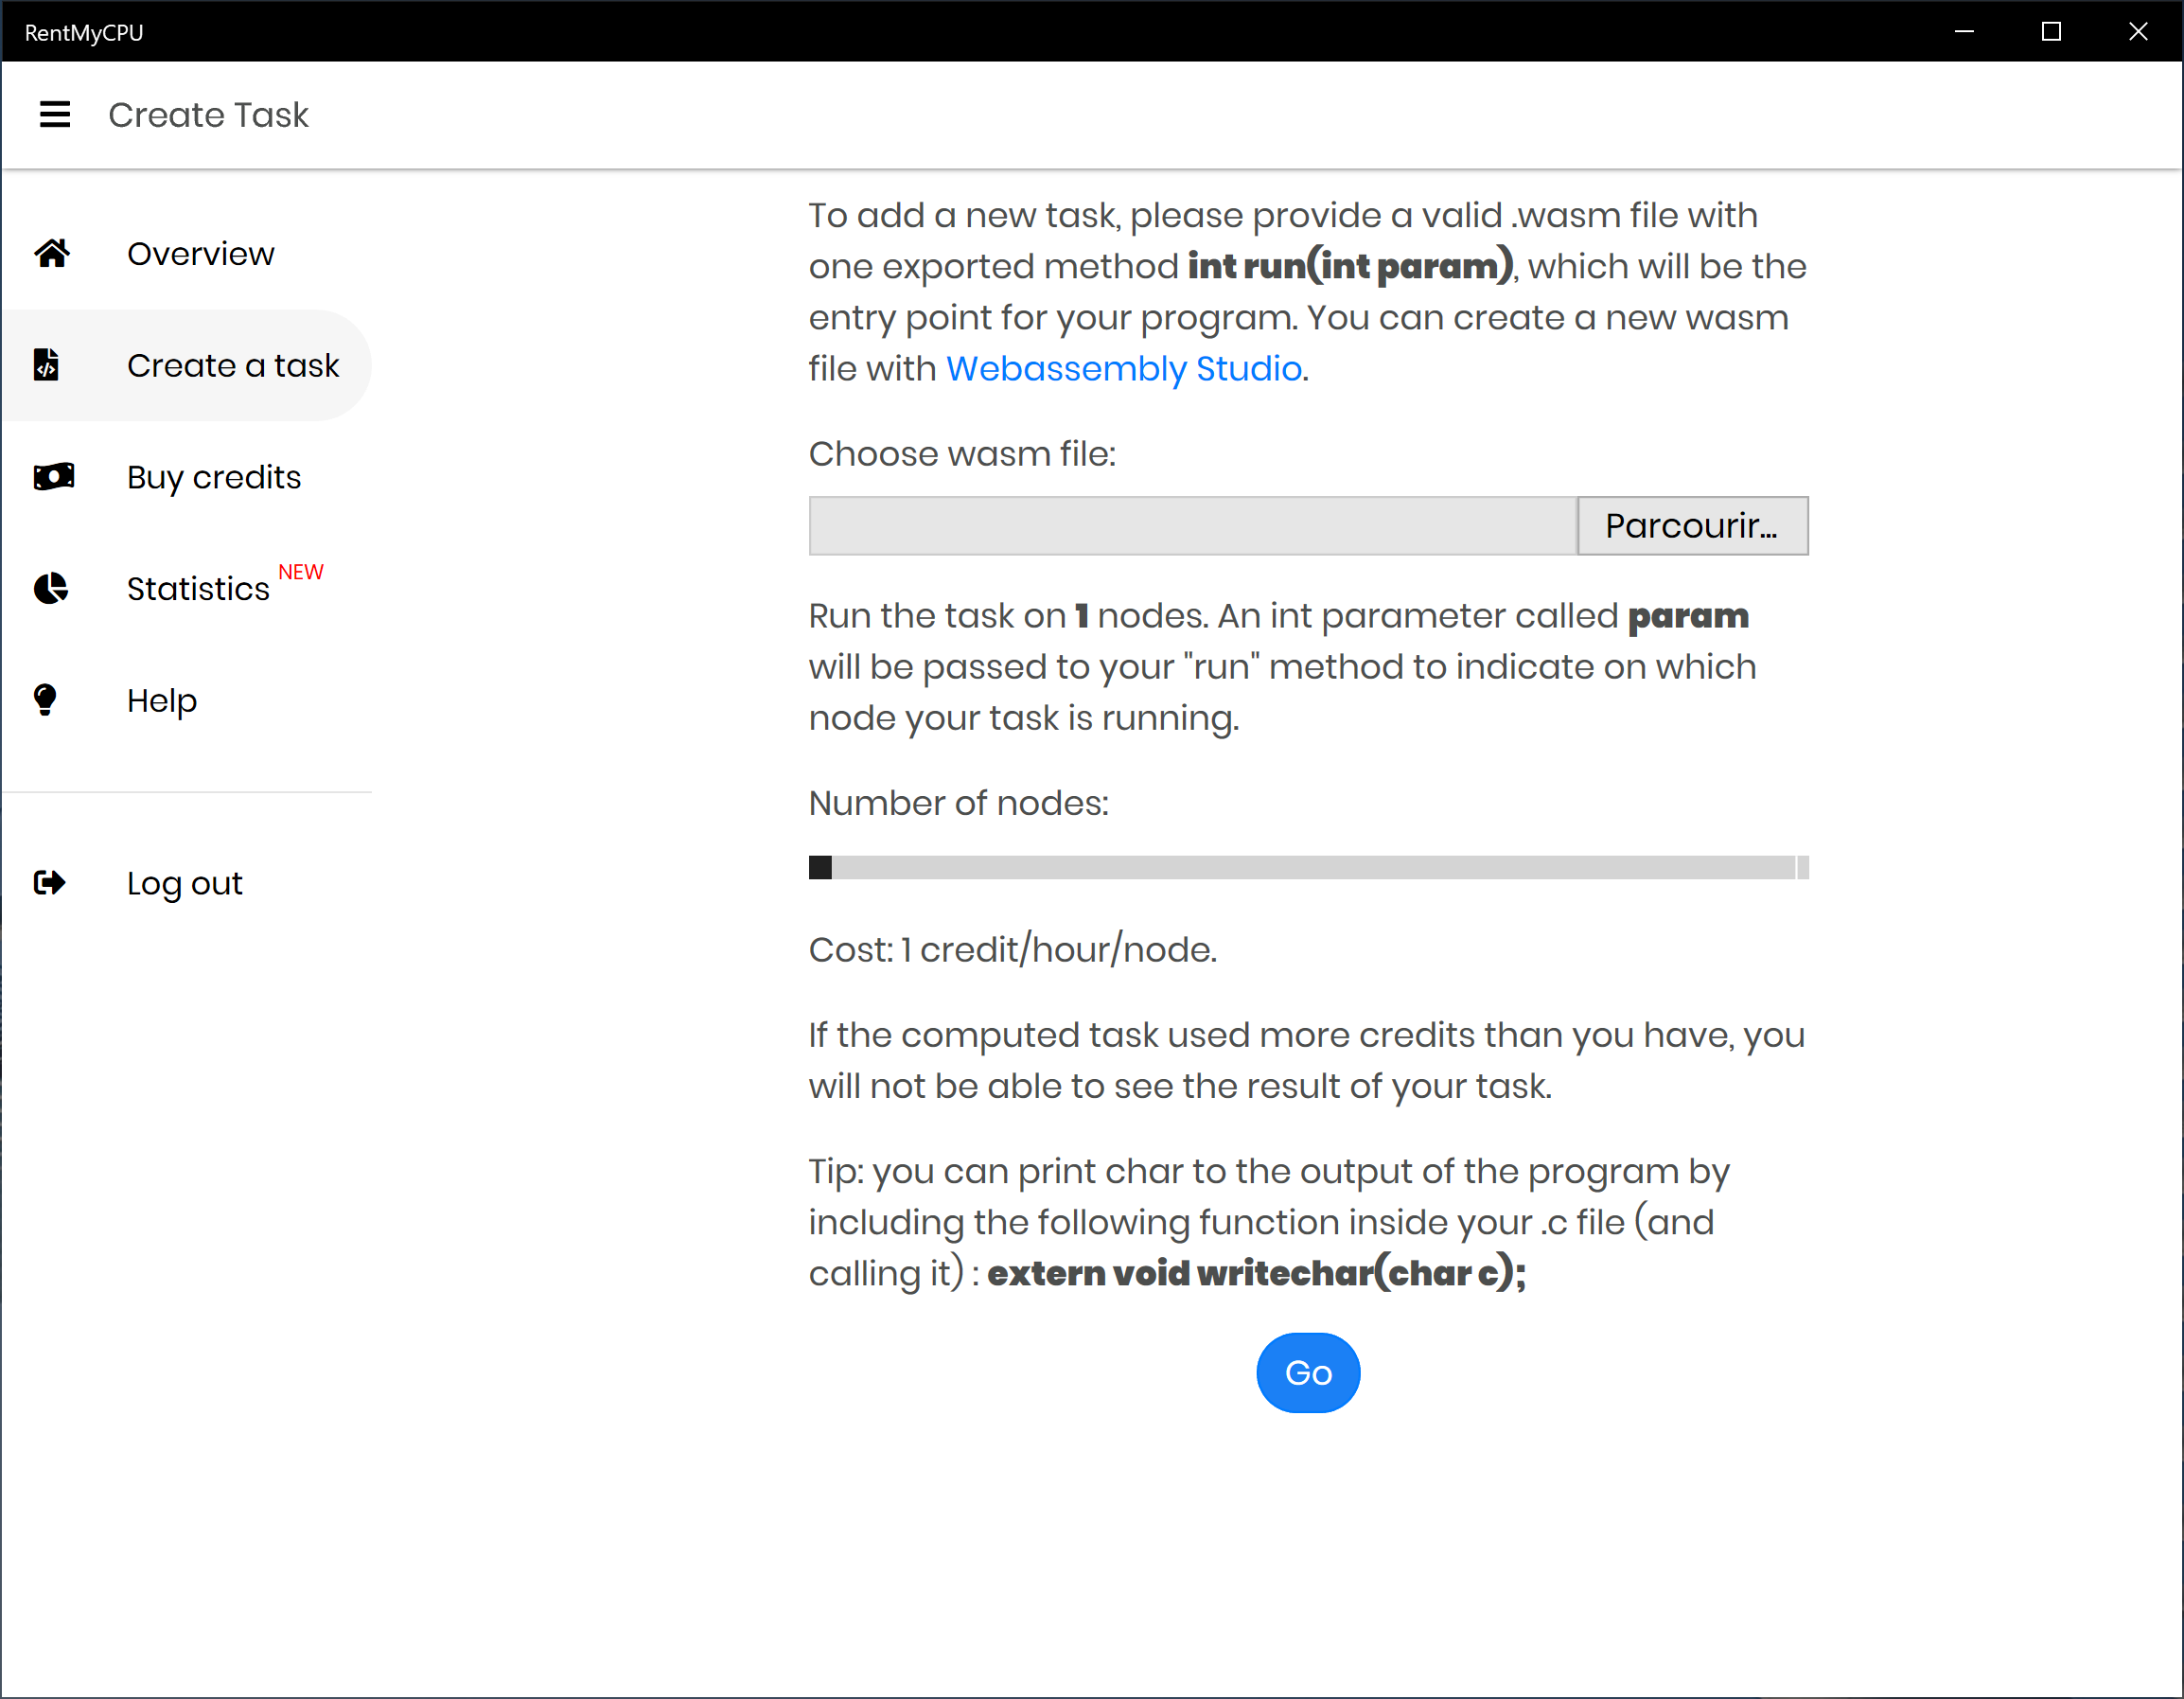 RentMyCPU
Create Task
Overview
Create a task
Buy credits
Statistics NEW
Help
Log out
To add a new task, please provide a valid .wasm file with
one exported method int run(int param), which will be the
entry point for your program. You can create a new wasm
file with Webassembly Studio.
Choose wasm file:
Parcourir...
Run the task on 1 nodes. An int parameter called param
will be passed to your "run" method to indicate on which
node your task is running.
Number of nodes:
Cost: 1 credit/hour/node.
If the computed task used more credits than you have, you
will not be able to see the result of your task.
Tip: you can print char to the output of the program by
including the following function inside your .c file (and
calling it) : extern void writechar(char c);
Go